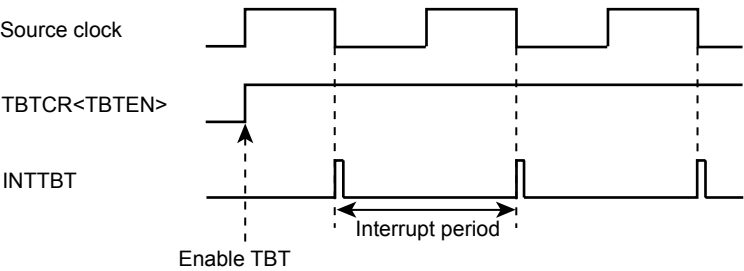 Source clock
TBTCR<TBTEN>
INTTBT
Interrupt period
Enable TBT